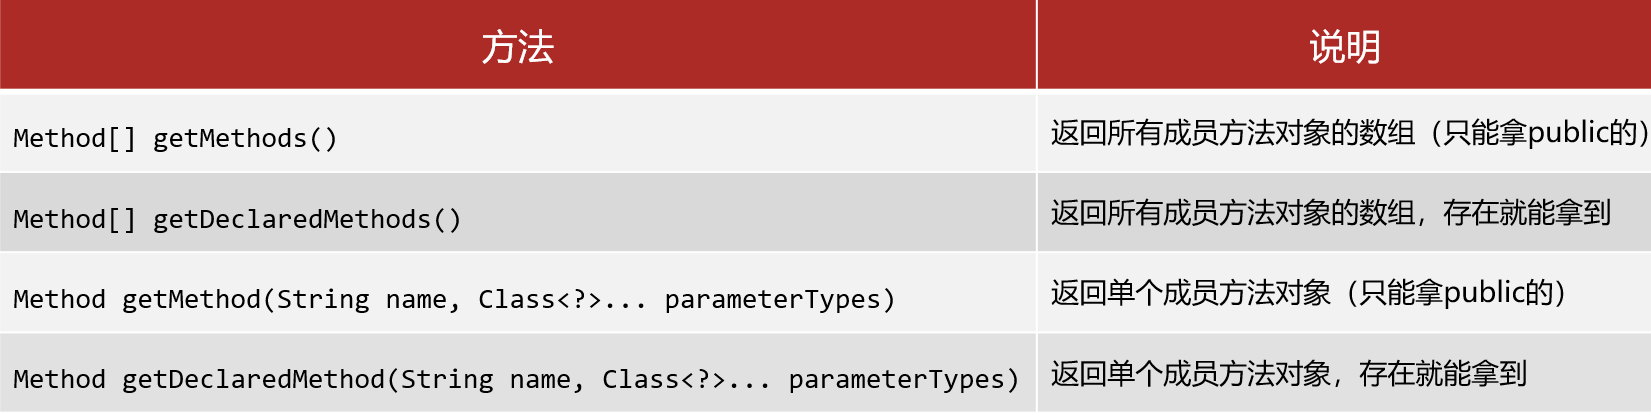 方法 说明
Method[] getMethods() 返回所有成员方法对象的数组（只能拿public的）
Method[] getDeclaredMethods() 返回所有成员方法对象的数组，存在就能拿到
Method getMethod(String name, Class<?>... parameterTypes) 返回单个成员方法对象（只能拿public的）
Method getDeclaredMethod(String name, Class<?>... parameterTypes) 返回单个成员方法对象，存在就能拿到